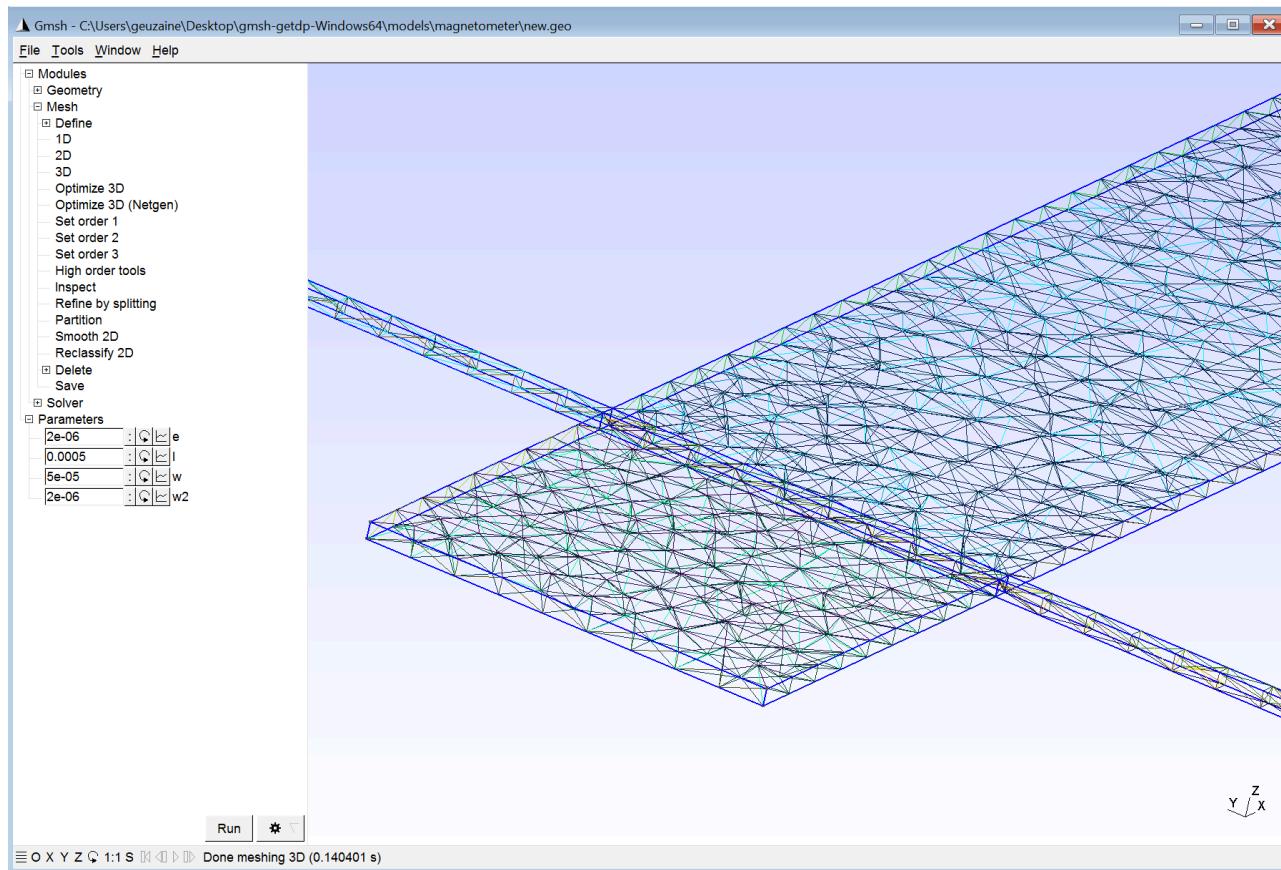 Gmsh - C:\Users\geuzaine\Desktop\gmsh-getdp-Windows64\models\magnetometer\new.geo
File Tools Window Help
Modules
Geometry
Mesh
Define
1D
2D
3D
Optimize 3D
Optimize 3D (Netgen)
Set order 1
Set order 2
Set order 3
High order tools
Inspect
Refine by splitting
Partition
Smooth 2D
Reclassify 2D
Delete
Save
Solver
Parameters
2e-06 : e
0.0005 : l
5e-05 : w
2e-06 : w2
Z
Y X
Run
O X Y Z 1:1 S Done meshing 3D (0.140401 s)